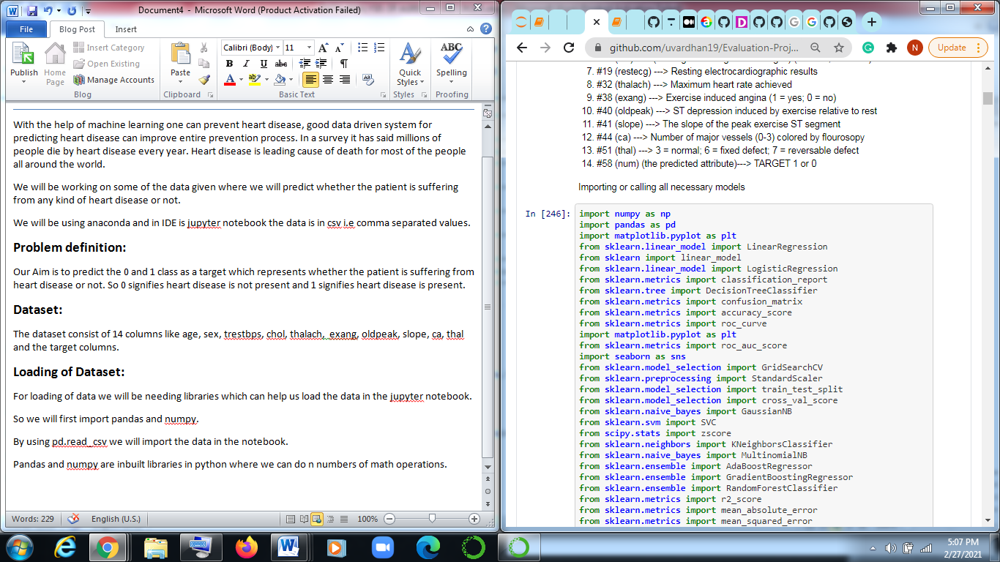 Document4 - Microsoft Word (Product Activation Failed)
File Blog Post Insert
Publish
Home Page
Insert Category
Open Existing
Manage Accounts
Blog
Paste
Clipboard
Calibri (Body) 11
B I U abc
Basic Text
Quick Styles
Styles
ABC
Spelling
Proofing
With the help of machine learning one can prevent heart disease, good data driven system for
predicting heart disease can improve entire prevention process. In a survey it has said millions of
people die by heart disease every year. Heart disease is leading cause of death for most of the people
all around the world.
We will be working on some of the data given where we will predict whether the patient is suffering
from any kind of heart disease or not.
We will be using anaconda and in IDE is jupyter notebook the data is in csv i.e comma separated values.
Problem definition:
Our Aim is to predict the 0 and 1 class as a target which represents whether the patient is suffering from
heart disease or not. So 0 signifies heart disease is not present and 1 signifies heart disease is present.
Dataset:
The dataset consist of 14 columns like age, sex, trestbps, chol, thalach, exang, oldpeak, slope, ca, thal
and the target columns.
Loading of Dataset:
For loading of data we will be needing libraries which can help us load the data in the jupyter notebook.
So we will first import pandas and numpy.
By using pd.read_csv we will import the data in the notebook.
Pandas and numpy are inbuilt libraries in python where we can do n numbers of math operations.
Words: 229 English (U.S.) 100%
github.com/uvardhan19/Evaluation-Proj... N Update
7. #19 (restecg) ---> Resting electrocardiographic results
8. #32 (thalach) ---> Maximum heart rate achieved
9. #38 (exang) ---> Exercise induced angina (1 = yes; 0 = no)
10. #40 (oldpeak) ---> ST depression induced by exercise relative to rest
11. #41 (slope) ---> The slope of the peak exercise ST segment
12. #44 (ca) ---> Number of major vessels (0-3) colored by flourosopy
13. #51 (thal) ---> 3 = normal; 6 = fixed defect; 7 = reversable defect
14. #58 (num) (the predicted attribute)---> TARGET 1 or 0
Importing or calling all necessary models
In [246]: import numpy as np
import pandas as pd
import matplotlib.pyplot as plt
from sklearn.linear_model import LinearRegression
from sklearn import linear_model
from sklearn.linear_model import LogisticRegression
from sklearn.metrics import classification_report
from sklearn.tree import DecisionTreeClassifier
from sklearn.metrics import confusion_matrix
from sklearn.metrics import accuracy_score
from sklearn.metrics import roc_curve
import matplotlib.pyplot as plt
from sklearn.metrics import roc_auc_score
import seaborn as sns
from sklearn.model_selection import GridSearchCV
from sklearn.preprocessing import StandardScaler
from sklearn.model_selection import train_test_split
from sklearn.model_selection import cross_val_score
from sklearn.naive_bayes import GaussianNB
from sklearn.svm import SVC
from scipy.stats import zscore
from sklearn.neighbors import KNeighborsClassifier
from sklearn.naive_bayes import MultinomialNB
from sklearn.ensemble import AdaBoostRegressor
from sklearn.ensemble import GradientBoostingRegressor
from sklearn.ensemble import RandomForestClassifier
from sklearn.metrics import r2_score
from sklearn.metrics import mean_absolute_error
from sklearn.metrics import mean_squared_error
5:07 PM
2/27/2021